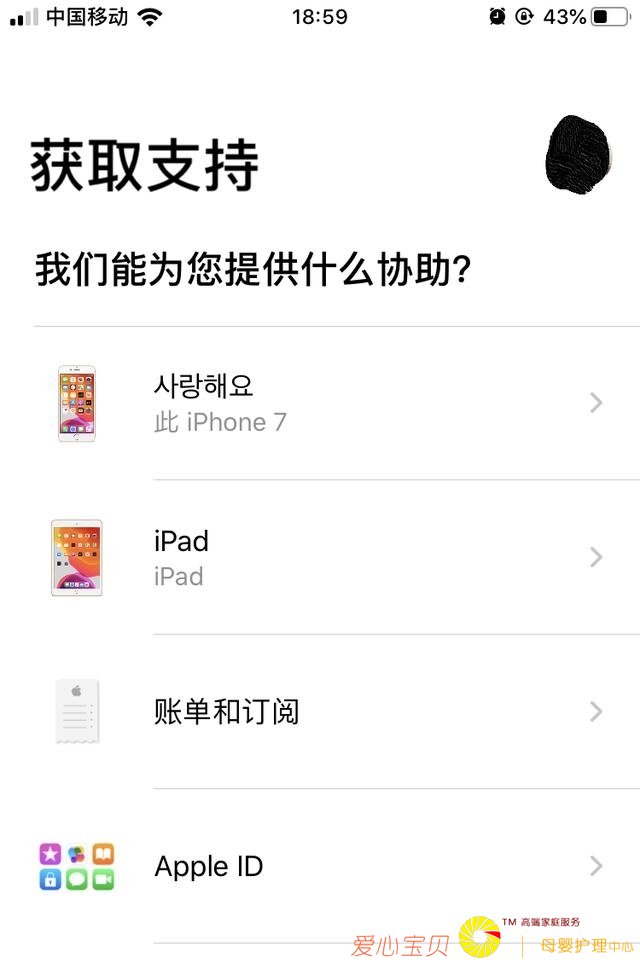 中国移动 18:59 43%
获取支持
我们能为您提供什么协助?
사랑해요
此 iPhone 7
iPad
iPad
账单和订阅
Apple ID
TM 高端家庭服务
爱心宝贝 母婴护理中心